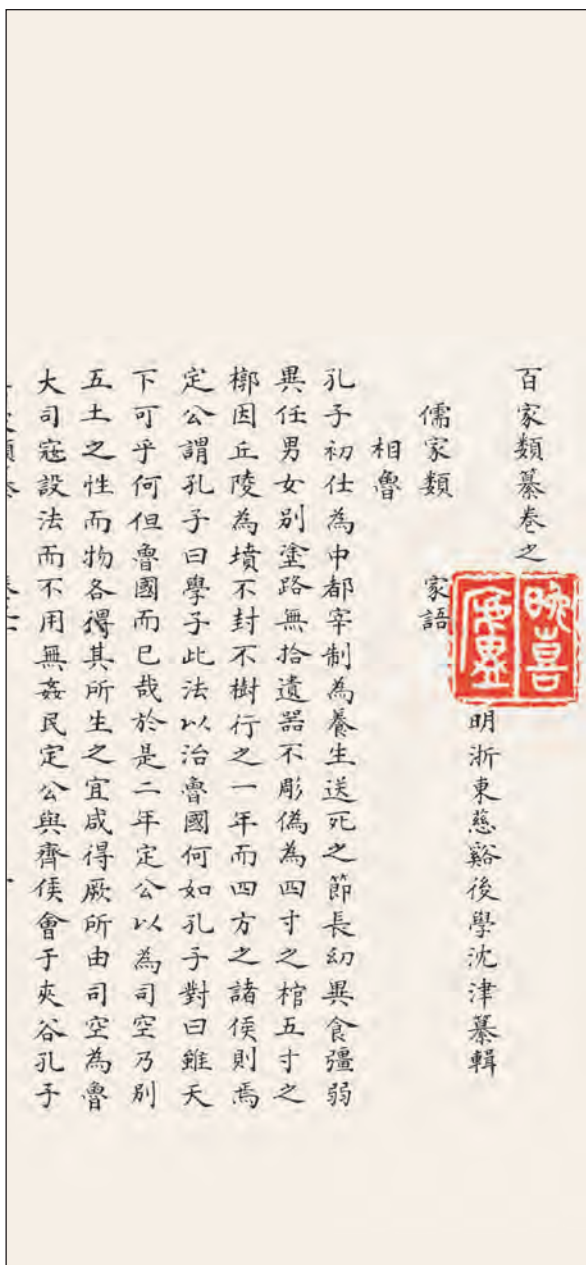 百家類纂卷之
明浙東慈谿後學沈津纂輯
儒家類 家語
相魯
孔子初仕為中都宰制為養生送死之節長幼異食彊弱
異任男女別塗路無拾遺器不彫偽為四寸之棺五寸之
槨因丘陵為墳不封不樹行之一年而四方之諸侯則焉
定公謂孔子曰學子此法以治魯國何如孔子對曰雖天
下可乎何但魯國而已哉於是二年定公以為司空乃別
五土之性而物各得其所生之宜咸得厥所由司空為魯
大司寇設法而不用無姦民定公與齊侯會于夾谷孔子
晚喜